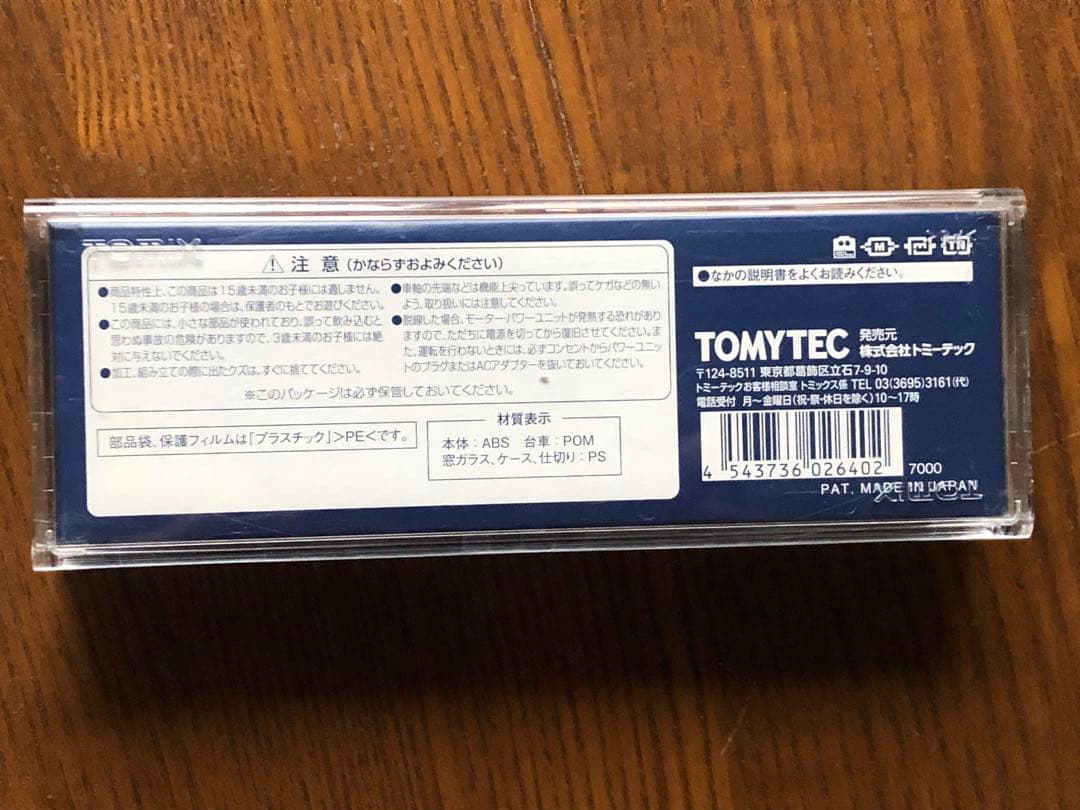 TOMIX
注意(かならずおよみください)
●商品特性上、この商品は15歳未満のお子様には適しません。
15歳未満のお子様の場合は、保護者のもとでお遊びください。
●この商品には、小さな部品が使われており、誤って飲み込むと
思わぬ事故の危険がありますので、3歳未満のお子様には絶
対に与えないでください。
●加工、組み立ての際に出たクズは、すぐに捨ててください。
●車軸の先端などは機能上尖っています。誤ってケガなどの無い
よう、取り扱いには注意してください。
●脱線した場合、モーターパワーユニットが発熱する恐れがあり
ますので、ただちに電源を切ってから復旧させてください。ま
た、運転を行わないときには、必ずコンセントからパワーユニッ
トのプラグまたはACアダプターを抜いておいてください。
※このパッケージは必ず保管しておいてください。
部品袋、保護フィルムは「プラスチック」>PE<です。
材質表示
本体:ABS 台車:POM
窓ガラス、ケース、仕切り:PS
M
TN
●なかの説明書をよくお読みください。
TOMYTEC 発売元 株式会社トミーテック
〒124-8511 東京都葛飾区立石7-9-10
トミーテックお客様相談室 トミックス係 TEL 03(3695)3161(代)
電話受付 月~金曜日(祝・祭・休日を除く)10~17時
4 543736 026402 7000
PAT. MADE IN JAPAN
TOMIX